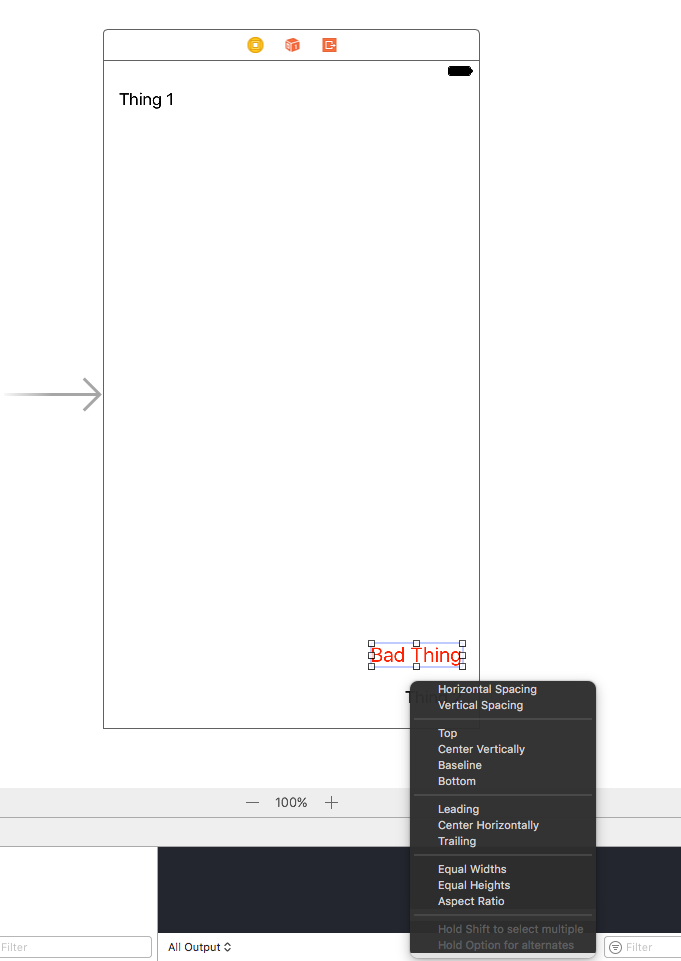 Thing 1
Bad Thing
Thing
Horizontal Spacing
Vertical Spacing
Top
Center Vertically
Baseline
Bottom
Leading
Center Horizontally
Trailing
Equal Widths
Equal Heights
Aspect Ratio
Hold Shift to select multiple
Hold Option for alternates
100%
Filter
All Output
Filter